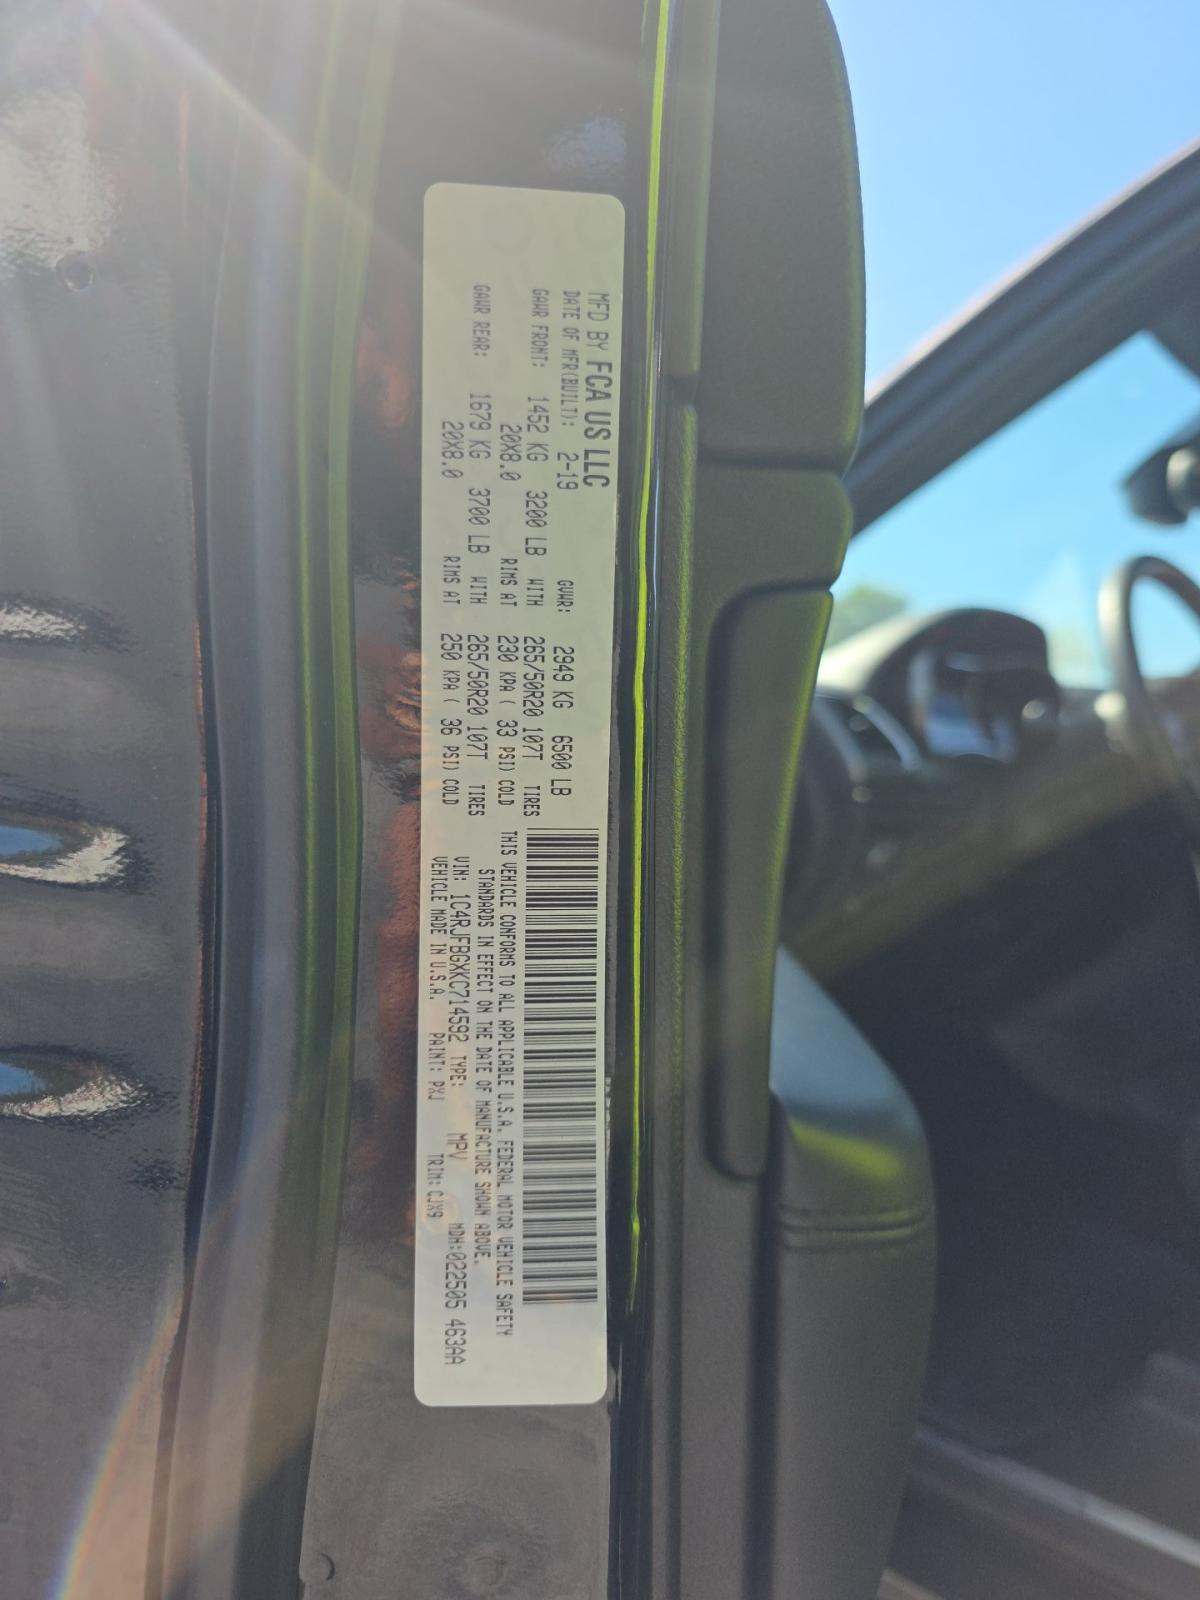 MFD BY FCA US LLC
DATE OF MFR(BUILT): 2-19 GVWR: 2949 KG 6500 LB
GAWR FRONT: 1452 KG 3200 LB WITH 265/50R20 107T TIRES
20X8.0 RIMS AT 230 KPA ( 33 PSI) COLD
GAWR REAR: 1679 KG 3700 LB WITH 265/50R20 107T TIRES
20X8.0 RIMS AT 250 KPA ( 36 PSI) COLD
THIS VEHICLE CONFORMS TO ALL APPLICABLE U.S.A. FEDERAL MOTOR VEHICLE SAFETY
STANDARDS IN EFFECT ON THE DATE OF MANUFACTURE SHOWN ABOVE.
VIN: 1C4RJFBGXKC714592 TYPE: MPV MDH:022505 463AA
VEHICLE MADE IN U.S.A. PAINT: PXJ TRIM: CJX9